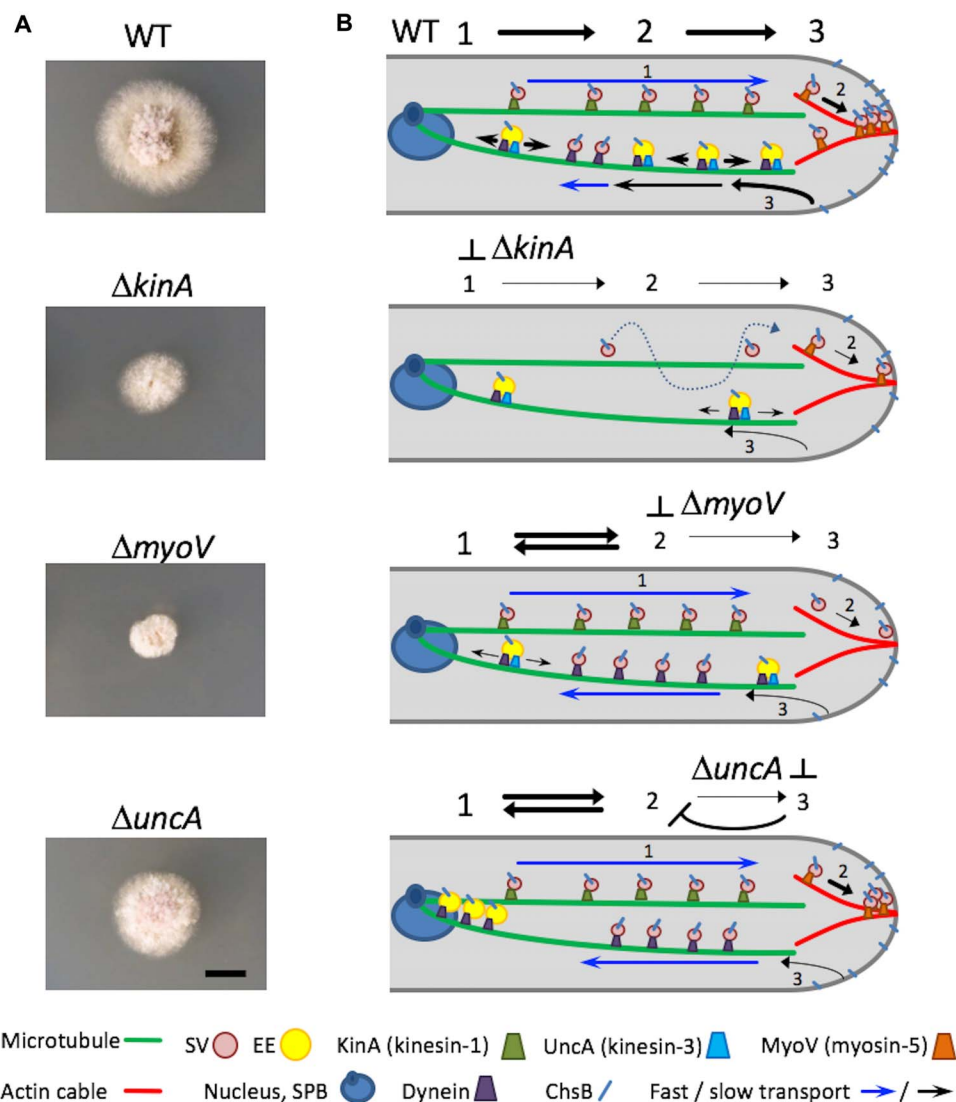 A
WT
ΔkinA
ΔmyoV
ΔuncA
B
WT 1 2 3
1
2
3
⊥ ΔkinA
1 2 3
2
3
⊥ ΔmyoV
1 2 3
1
2
3
ΔuncA ⊥
1 2 3
1
2
3
Microtubule SV EE KinA (kinesin-1) UncA (kinesin-3) MyoV (myosin-5)
Actin cable Nucleus, SPB Dynein ChsB Fast / slow transport /